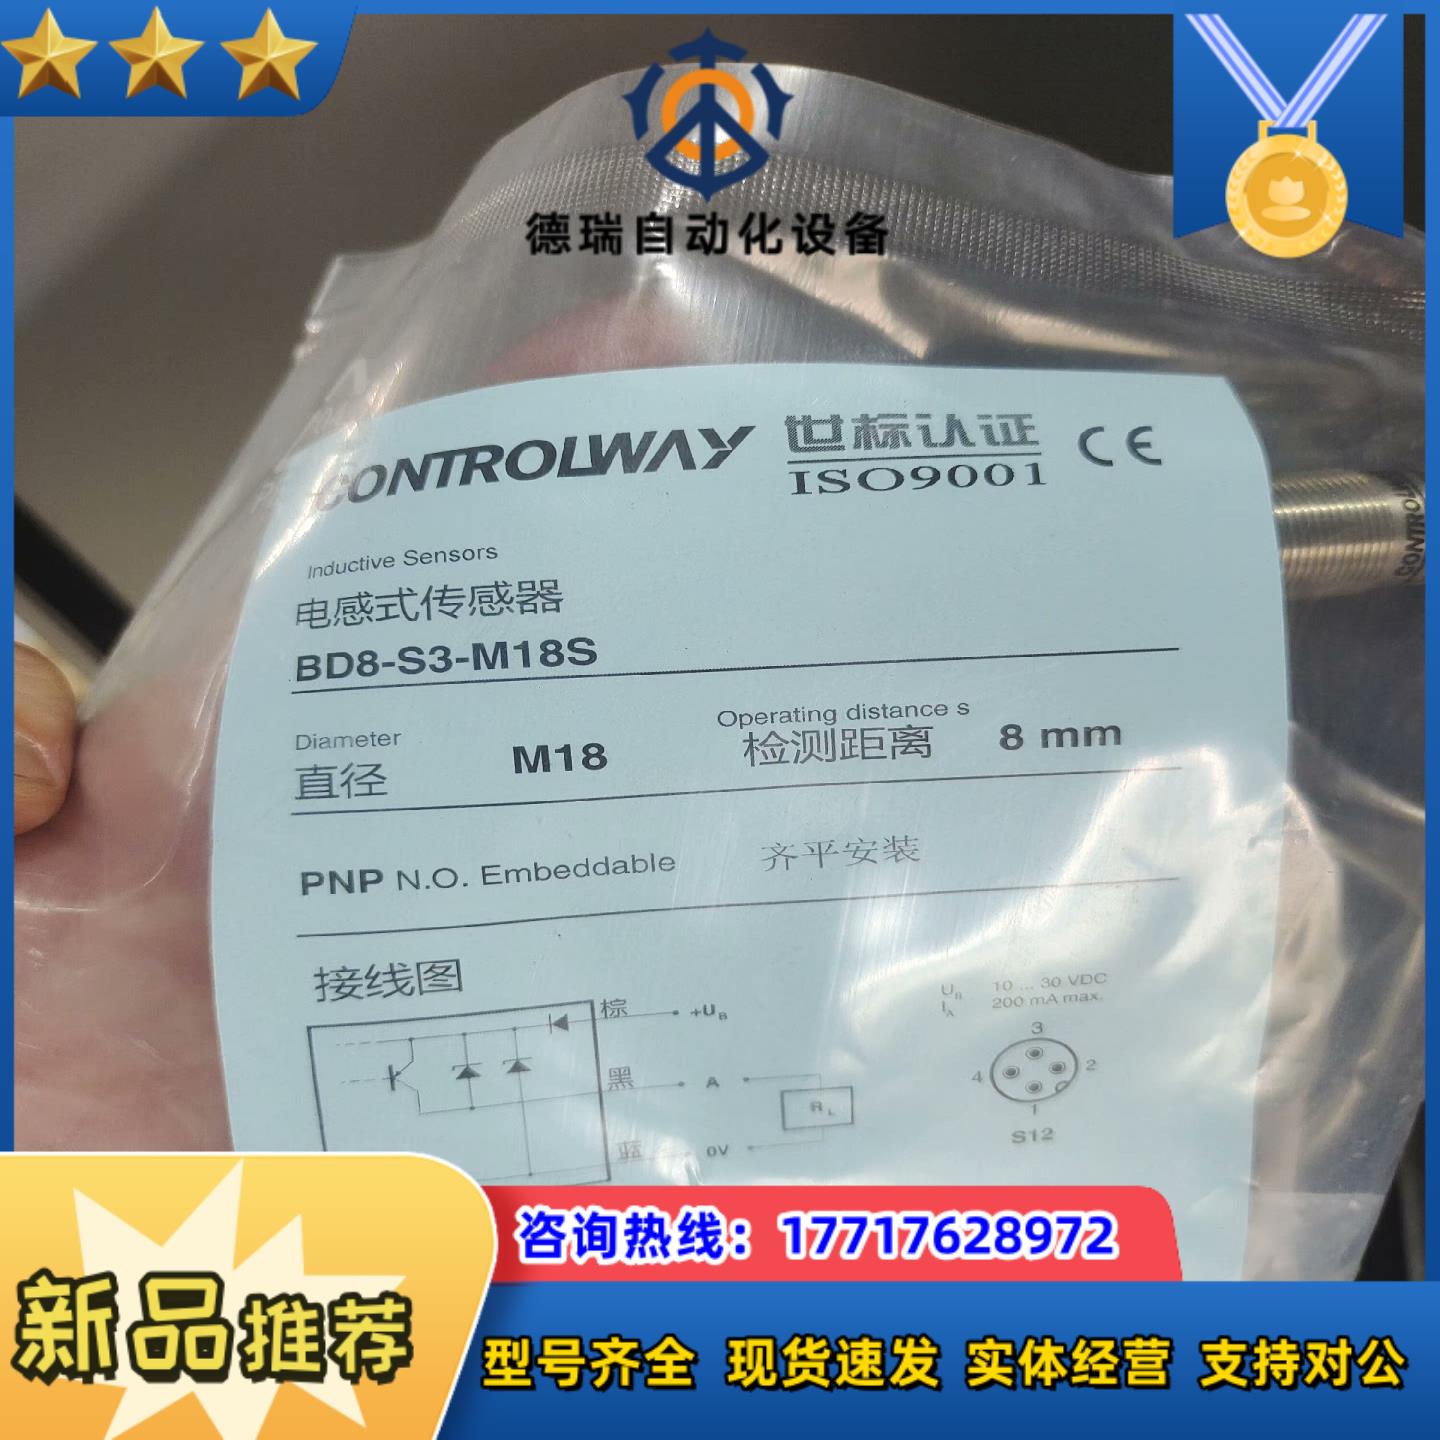 德瑞自动化设备
CONTROLWAY
世标认证
ISO9001
CE
Inductive Sensors
电感式传感器
BD8-S3-M18S
Diameter
直径
M18
Operating distance s
检测距离
8 mm
PNP N.O. Embeddable
齐平安装
接线图
棕
+UB
黑
A
RL
蓝
0V
UB 10 ... 30 VDC
IA 200 mA max.
3
4
2
1
S12
CONTROL
咨询热线：17717628972
新品推荐
型号齐全 现货速发 实体经营 支持对公